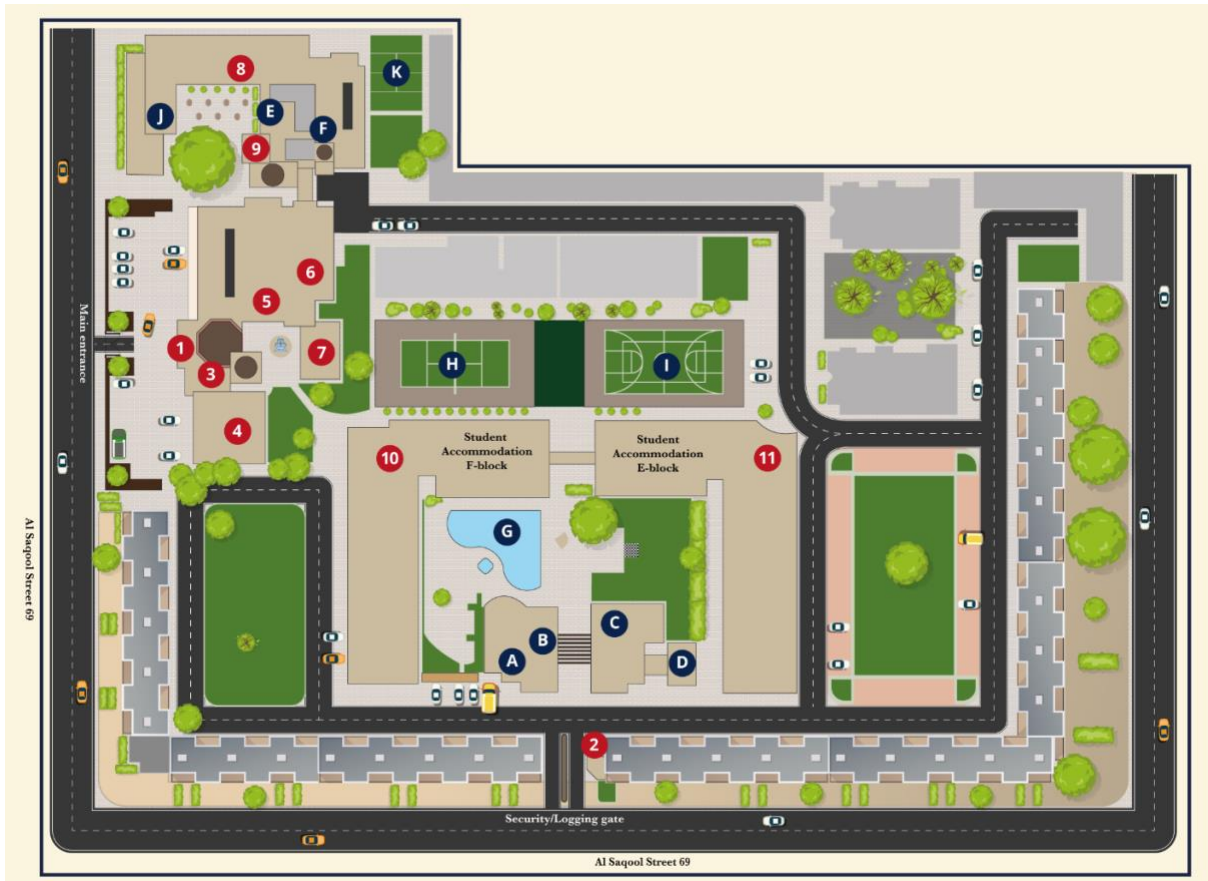 8
K
J
E
F
9
6
5
Main entrance
1
7
3
H
I
4
Student
Accommodation
F-block
10
Student
Accommodation
E-block
11
G
Al Saqool Street 69
B
C
A
D
2
Security/Logging gate
Al Saqool Street 69